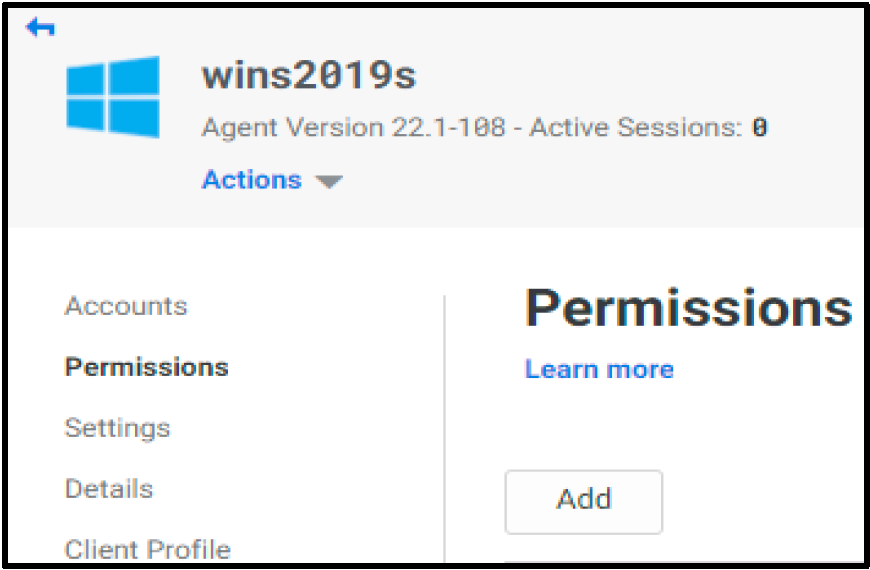 wins2019s
Agent Version 22.1-108 - Active Sessions: 0
Actions
Accounts
Permissions
Settings
Details
Client Profile
Permissions
Learn more
Add